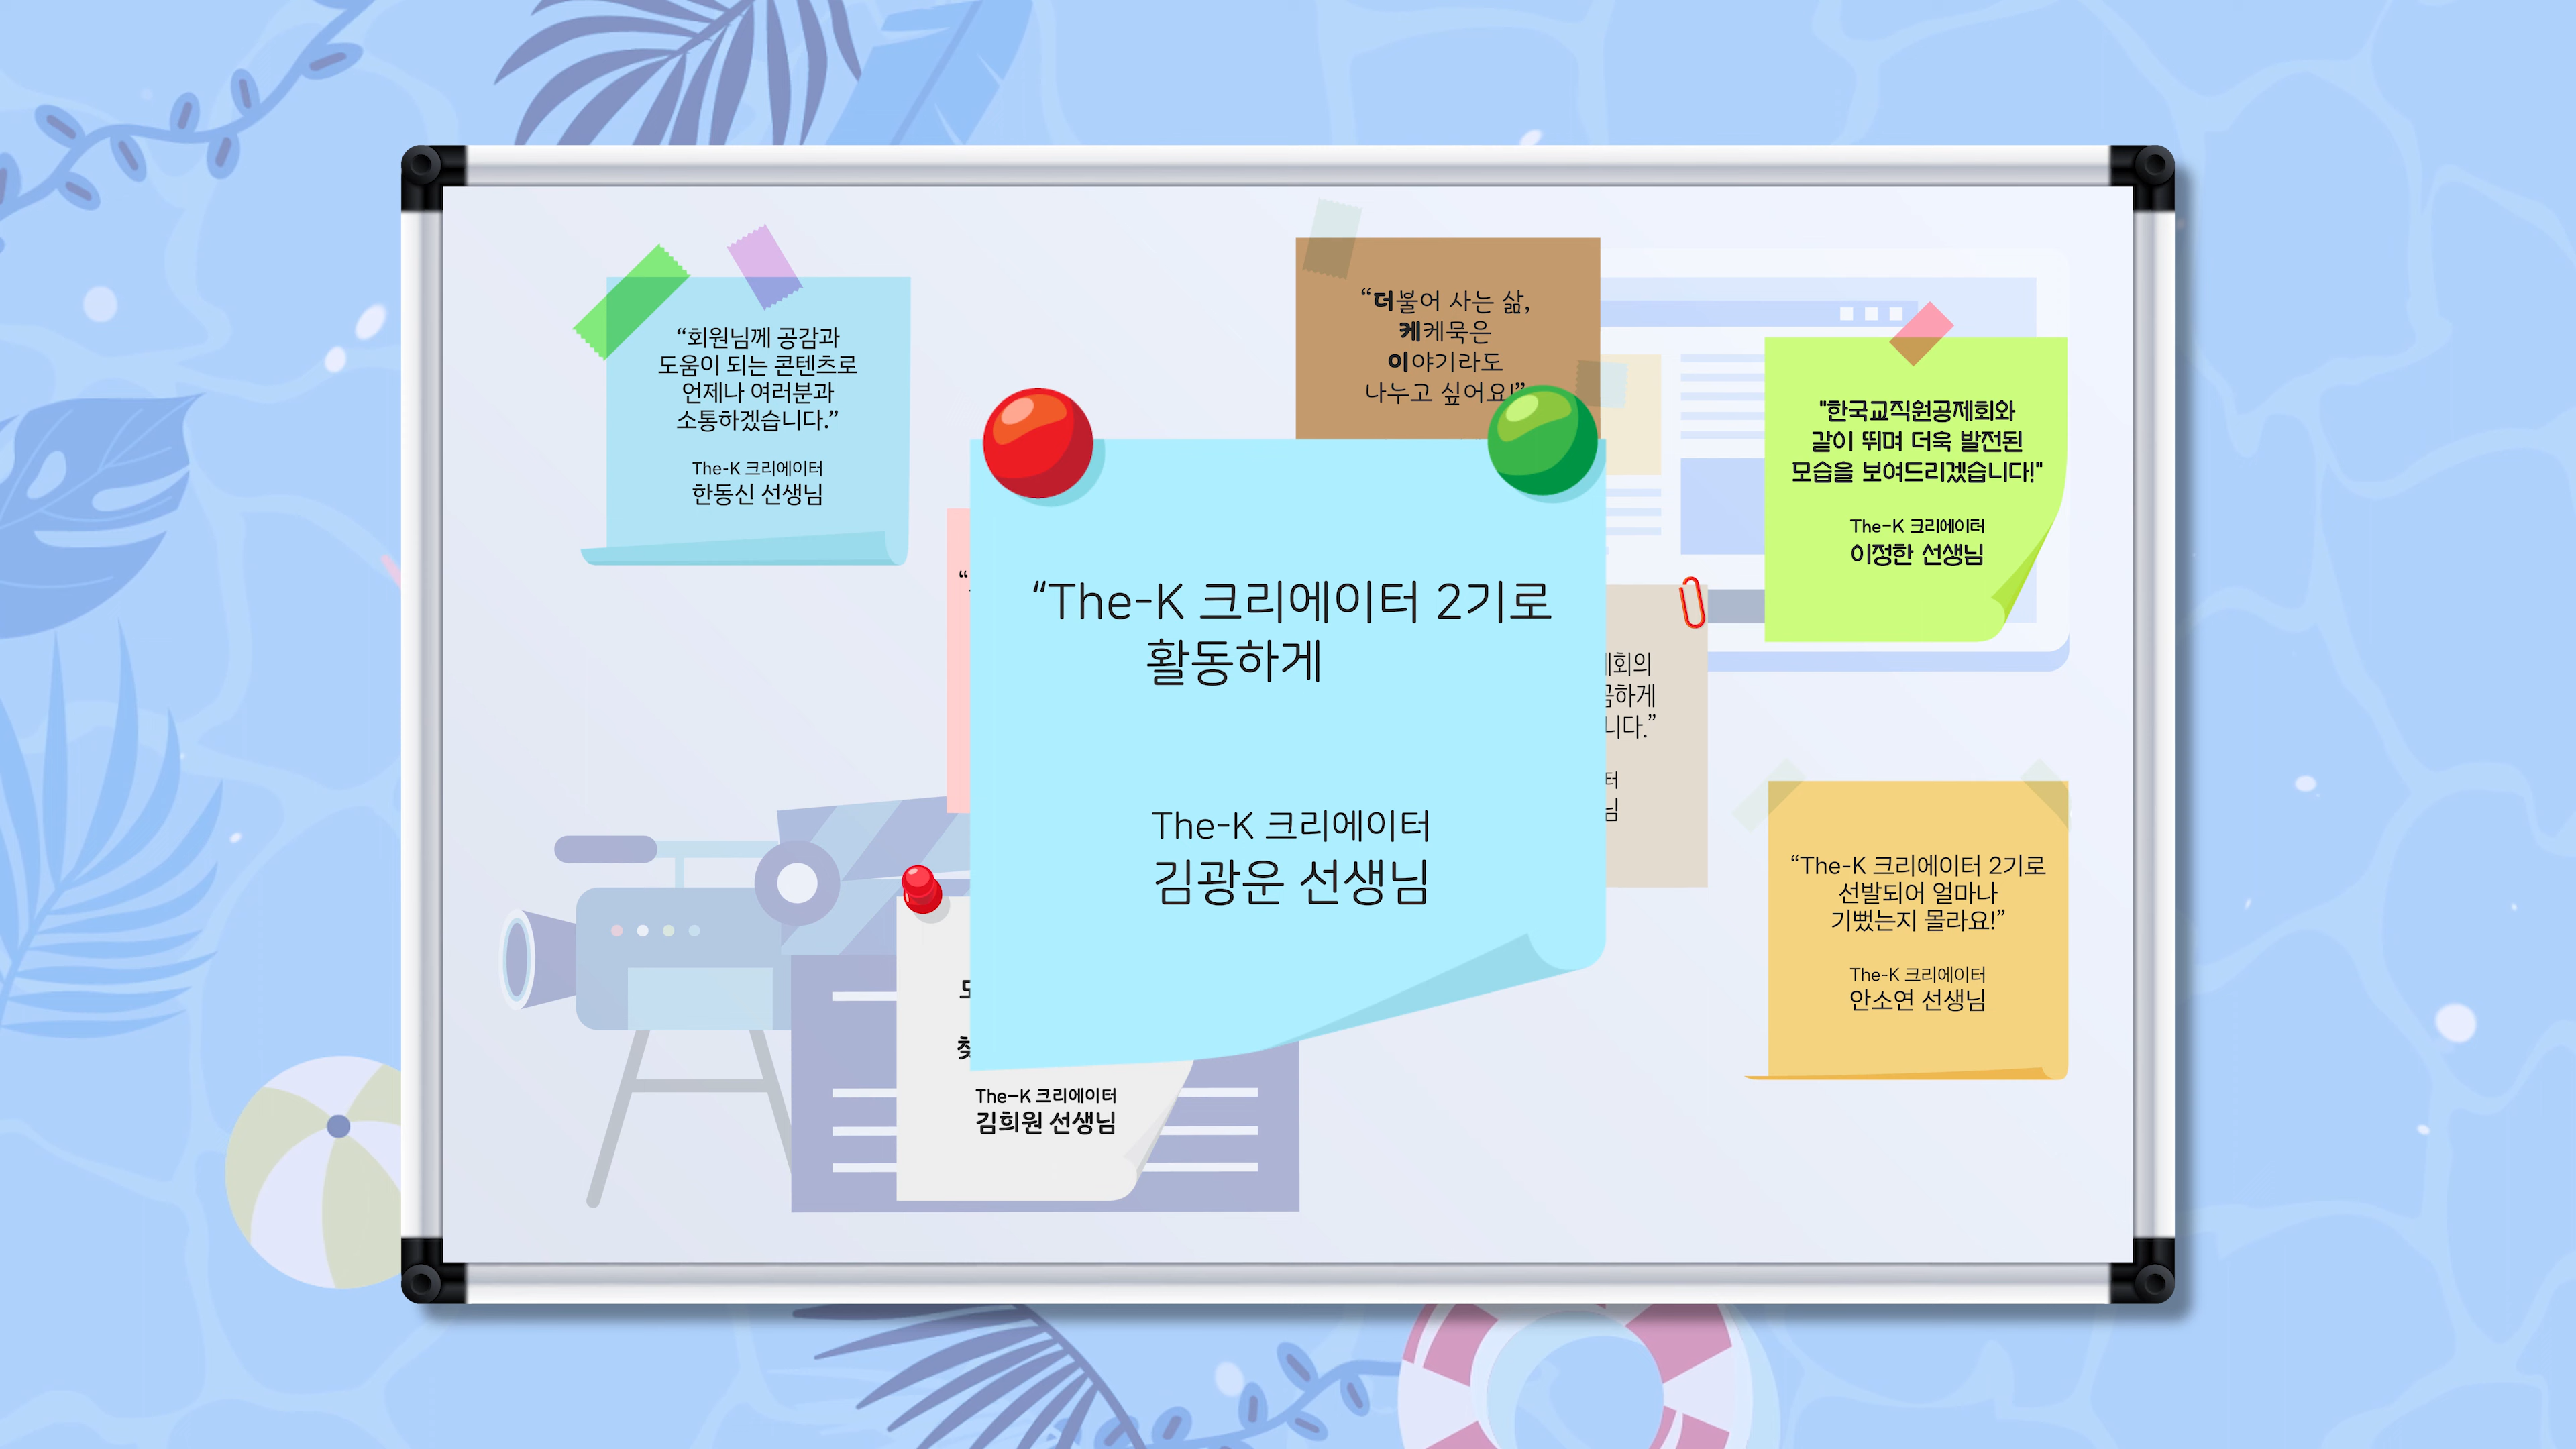 “회원님께 공감과
도움이 되는 콘텐츠로
언제나 여러분과
소통하겠습니다.”
The-K 크리에이터
한동신 선생님
“더불어 사는 삶,
케케묵은
이야기라도
나누고 싶어요!”
"한국교직원공제회와
같이 뛰며 더욱 발전된
모습을 보여드리겠습니다!"
The-K 크리에이터
이정한 선생님
“The-K 크리에이터 2기로
활동하게
The-K 크리에이터
김광운 선생님
회의
하게
니다.”
터
님
“The-K 크리에이터 2기로
선발되어 얼마나
기뻤는지 몰라요!”
The-K 크리에이터
안소연 선생님
The-K 크리에이터
김희원 선생님